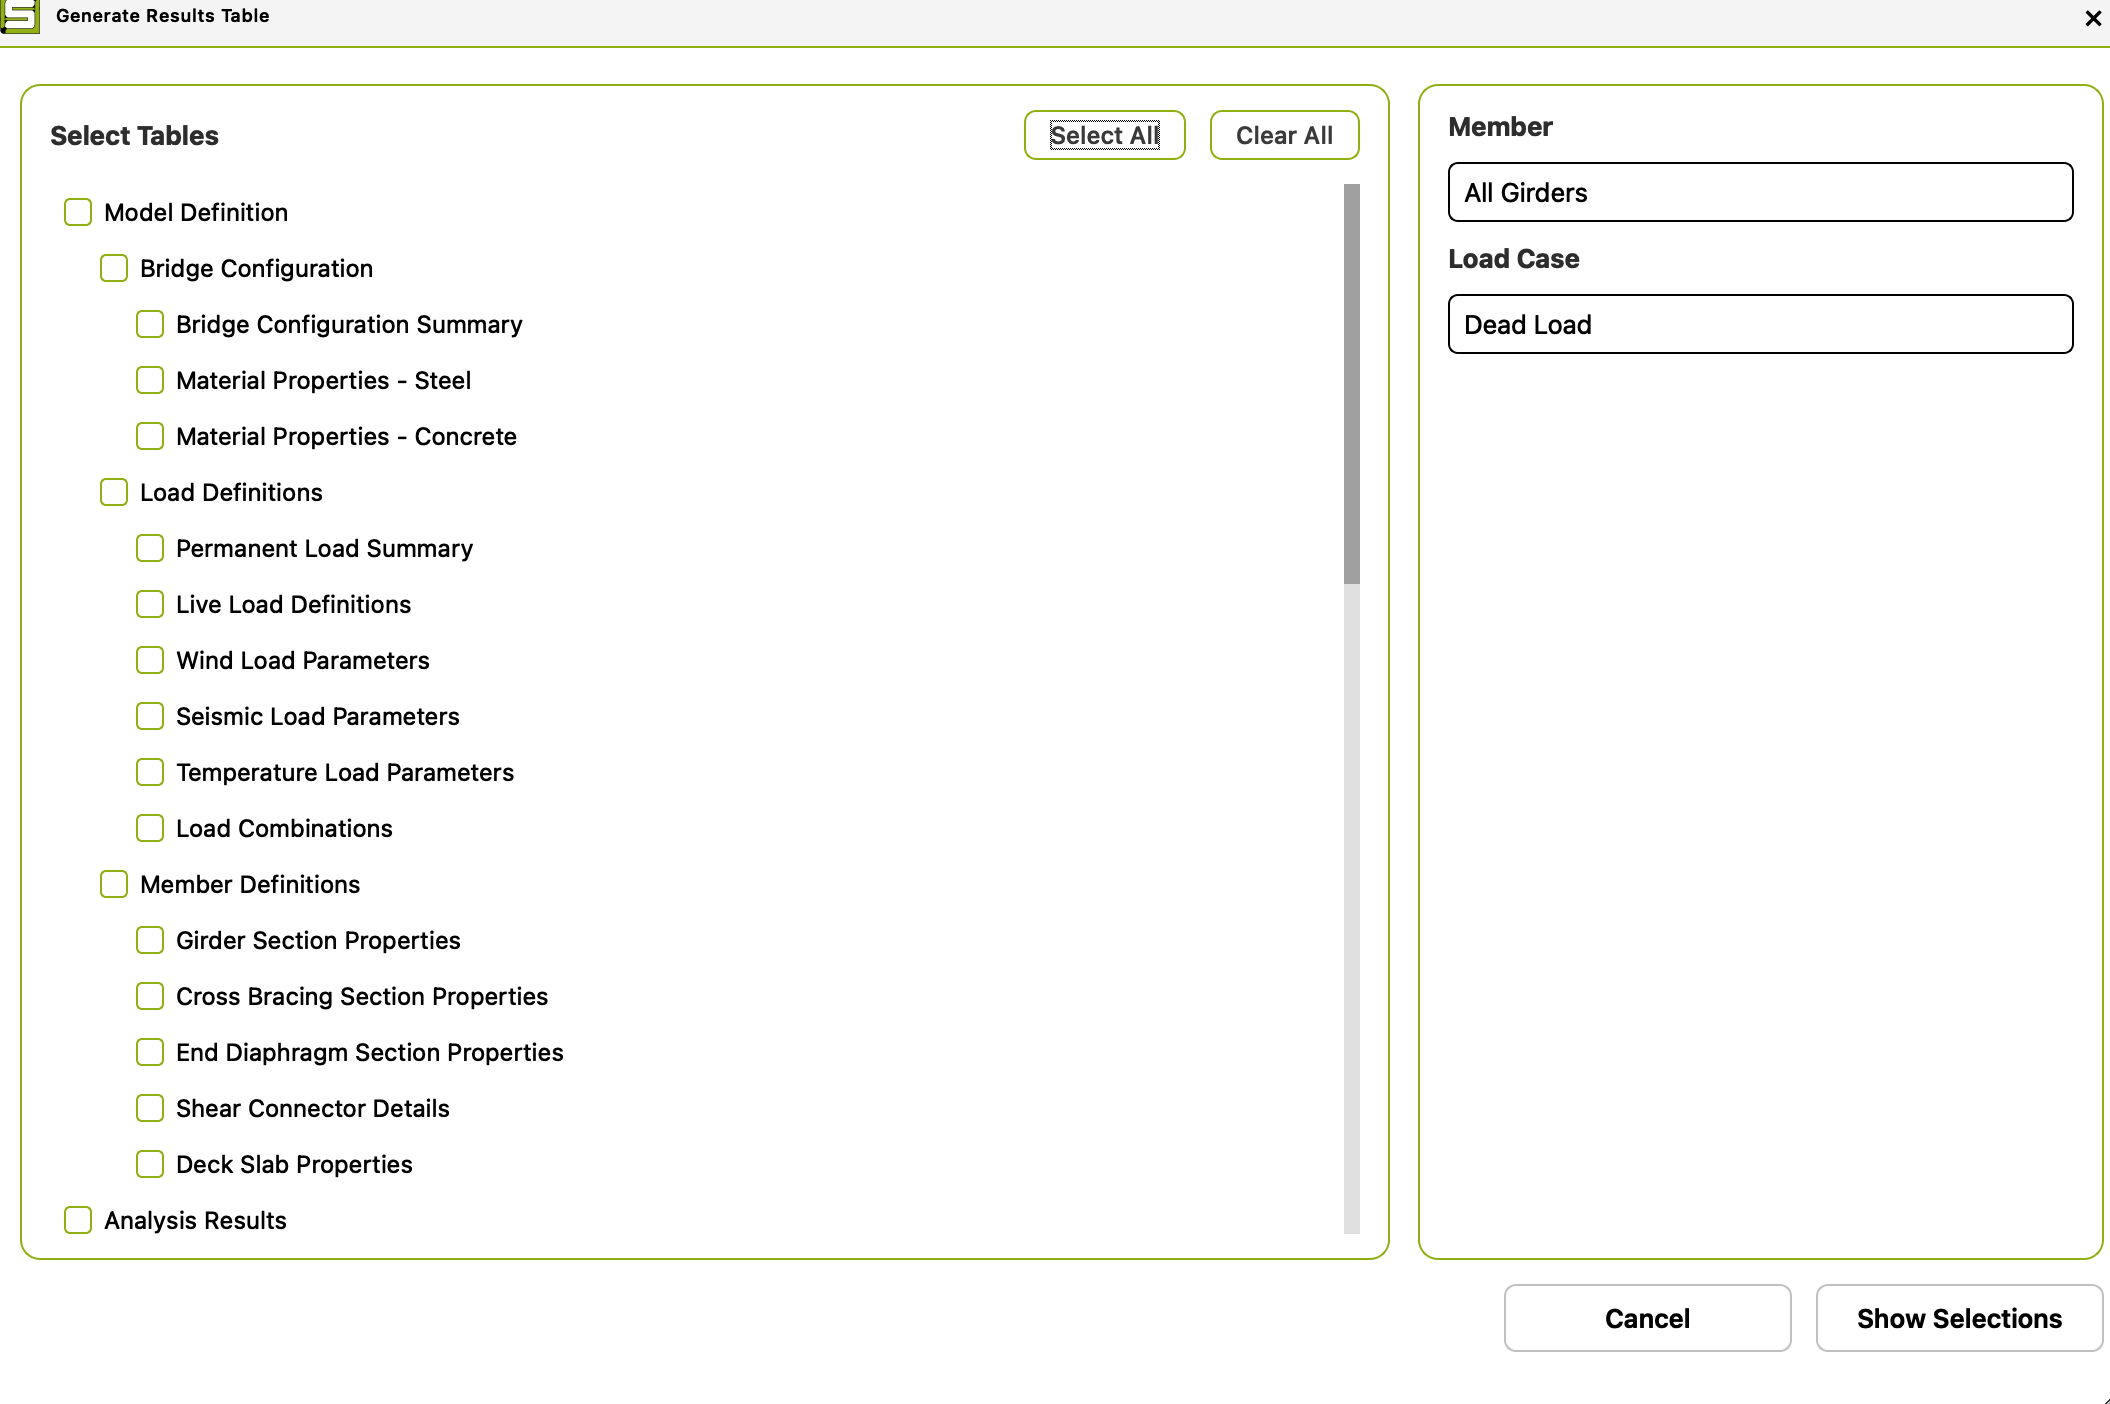 Generate Results Table
Select Tables
Select All
Clear All
Model Definition
Bridge Configuration
Bridge Configuration Summary
Material Properties - Steel
Material Properties - Concrete
Load Definitions
Permanent Load Summary
Live Load Definitions
Wind Load Parameters
Seismic Load Parameters
Temperature Load Parameters
Load Combinations
Member Definitions
Girder Section Properties
Cross Bracing Section Properties
End Diaphragm Section Properties
Shear Connector Details
Deck Slab Properties
Analysis Results
Member
All Girders
Load Case
Dead Load
Cancel
Show Selections